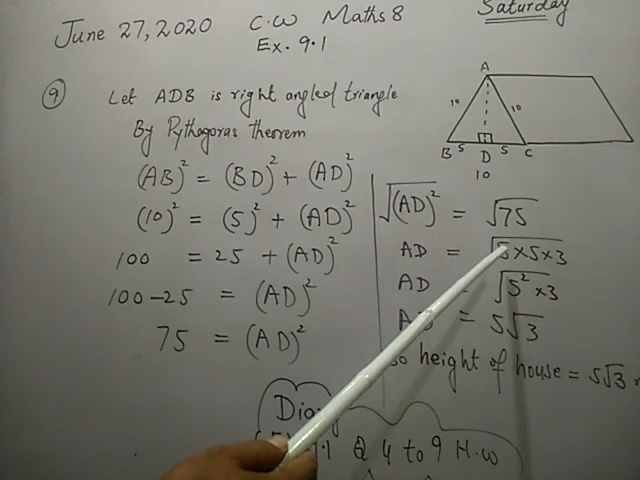 June 27, 2020 C.W Maths 8 Saturday
Ex. 9.1
9 Let ADB is right angled triangle
By Pythagoras theorem
(AB)² = (BD)² + (AD)²
(10)² = (5)² + (AD)²
100 = 25 + (AD)²
100 - 25 = (AD)²
75 = (AD)²
A
10 10
B 5 D 5 C
10
√(AD)² = √75
AD = √5×5×3
AD = √5²×3
= 5√3
height of house = 5√3
Q 4 to 9 H.W